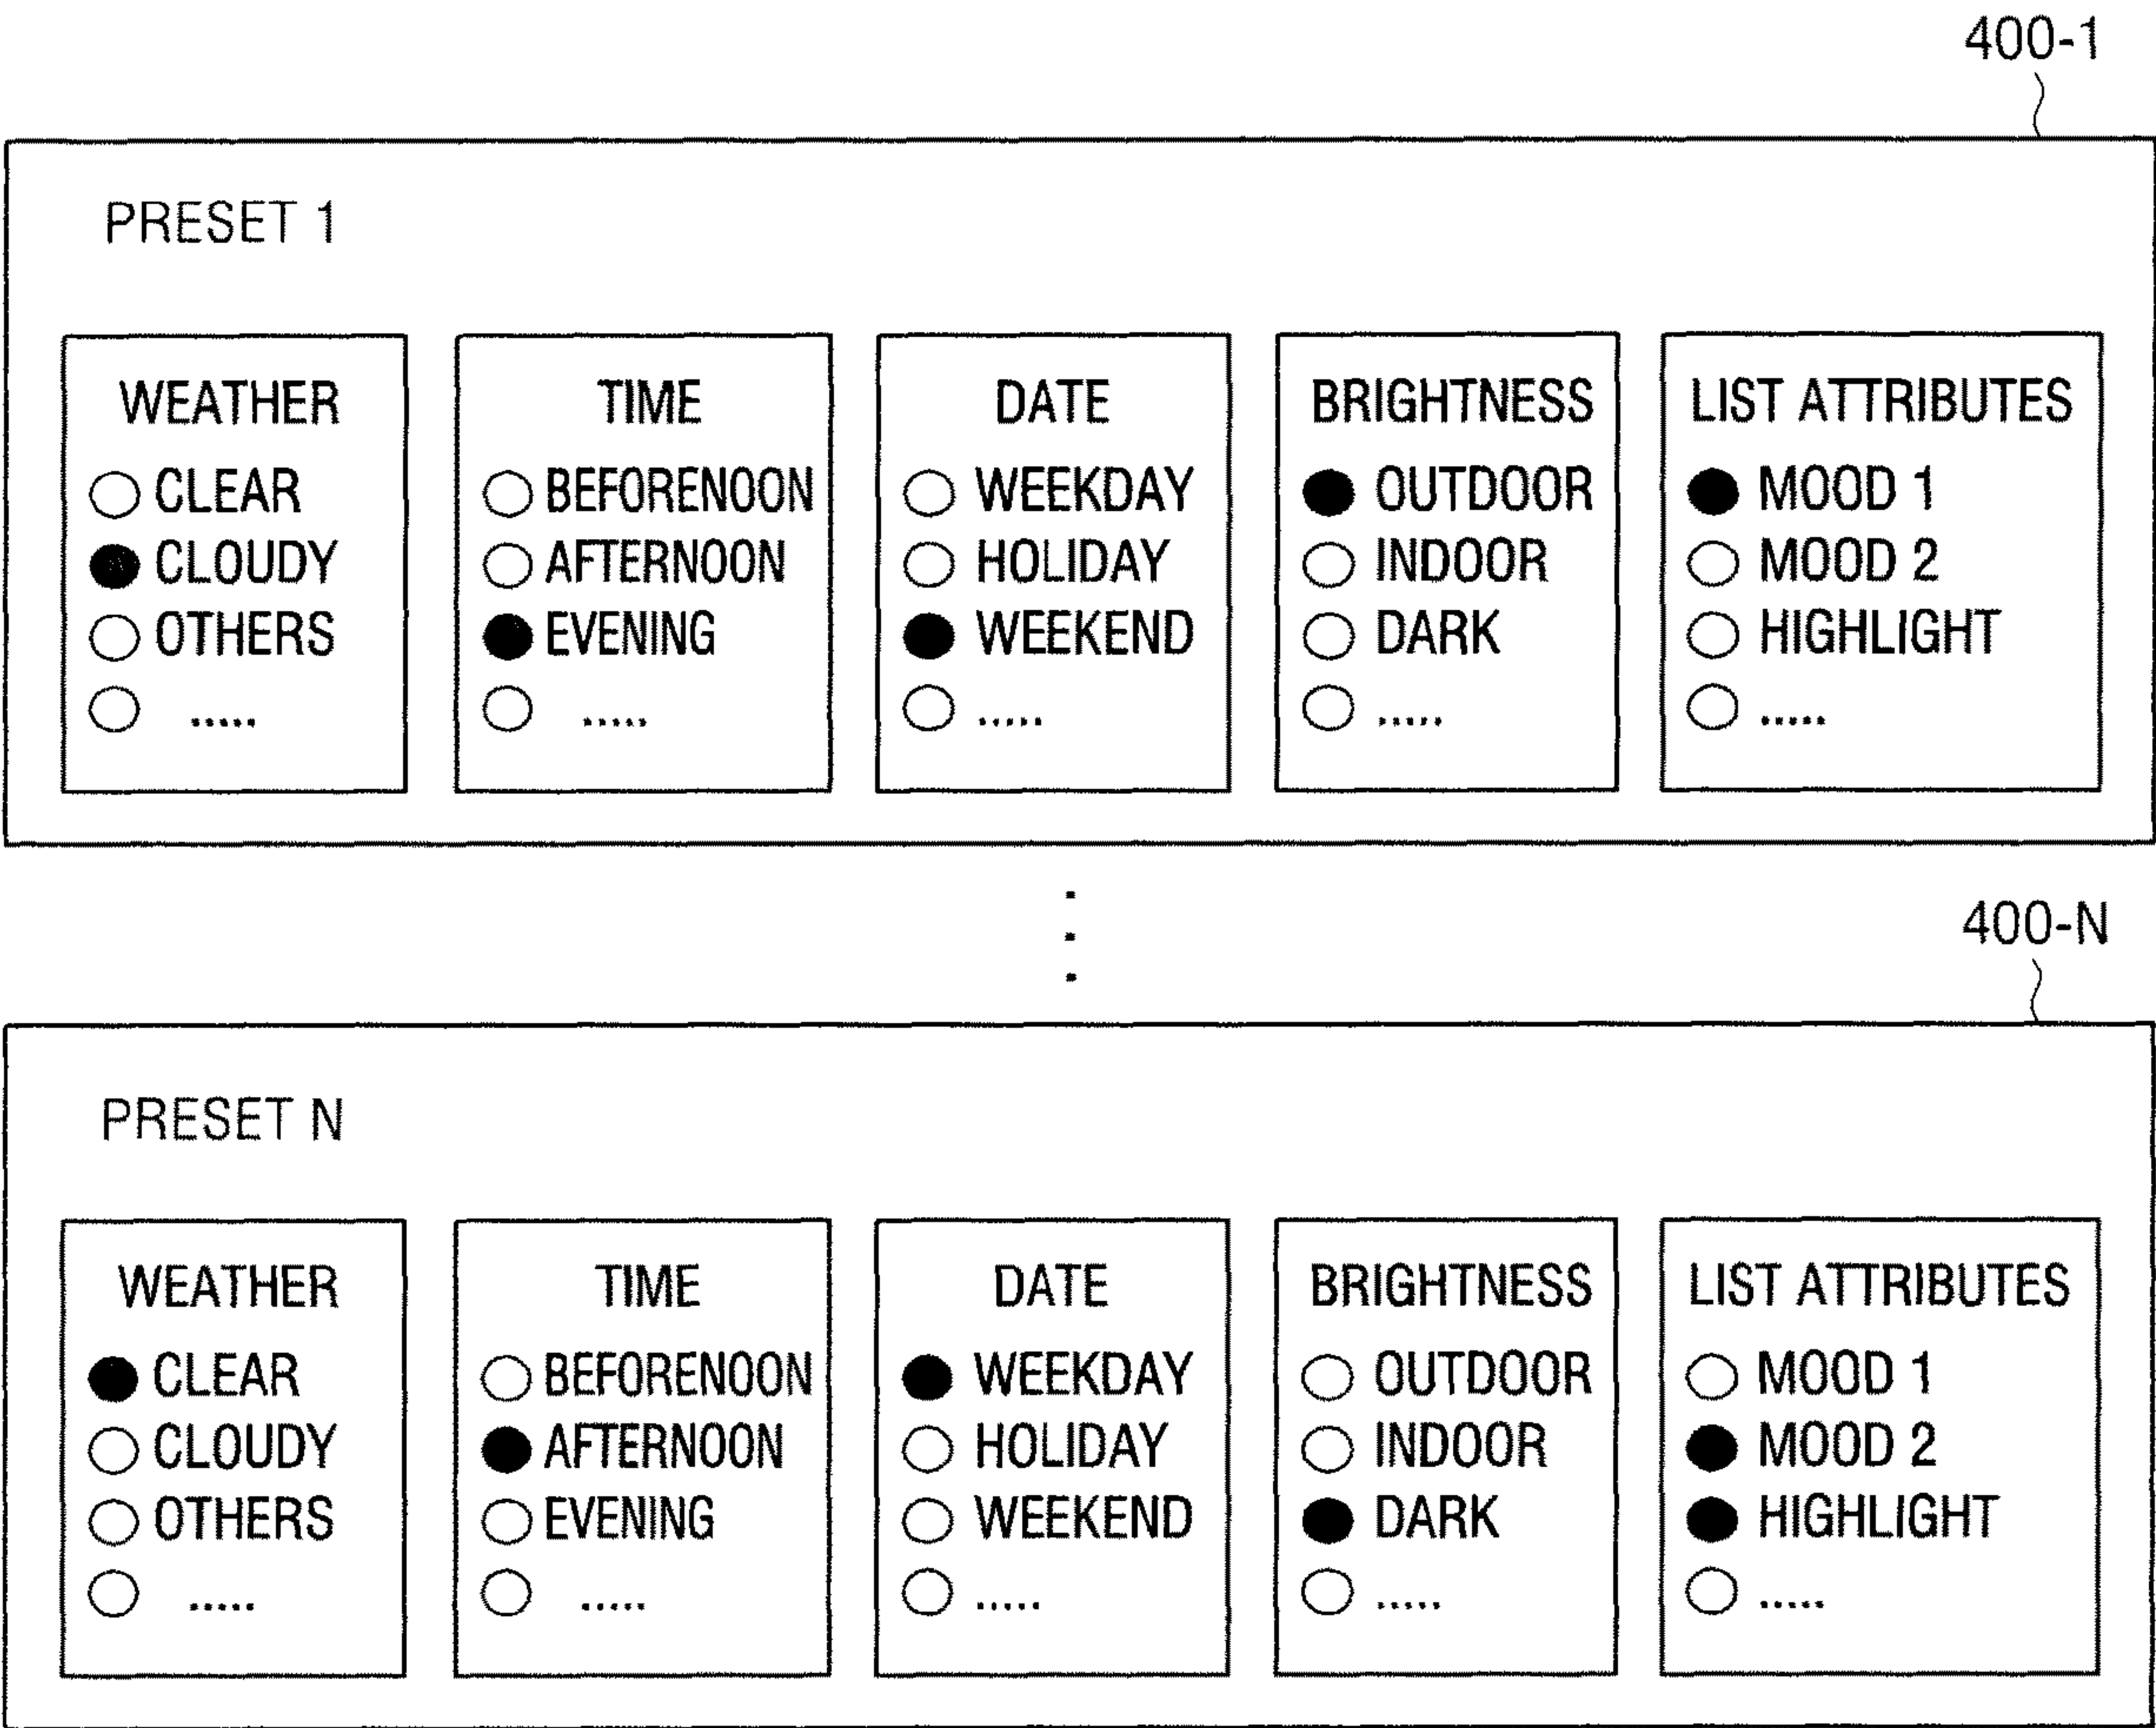 400-1
PRESET 1
WEATHER TIME DATE BRIGHTNESS LIST ATTRIBUTES
CLEAR BEFORENOON WEEKDAY OUTDOOR MOOD 1
CLOUDY AFTERNOON HOLIDAY INDOOR MOOD 2
OTHERS EVENING WEEKEND DARK HIGHLIGHT
..... ..... ..... ..... .....
400-N
PRESET N
WEATHER TIME DATE BRIGHTNESS LIST ATTRIBUTES
CLEAR BEFORENOON WEEKDAY OUTDOOR MOOD 1
CLOUDY AFTERNOON HOLIDAY INDOOR MOOD 2
OTHERS EVENING WEEKEND DARK HIGHLIGHT
..... ..... ..... ..... .....